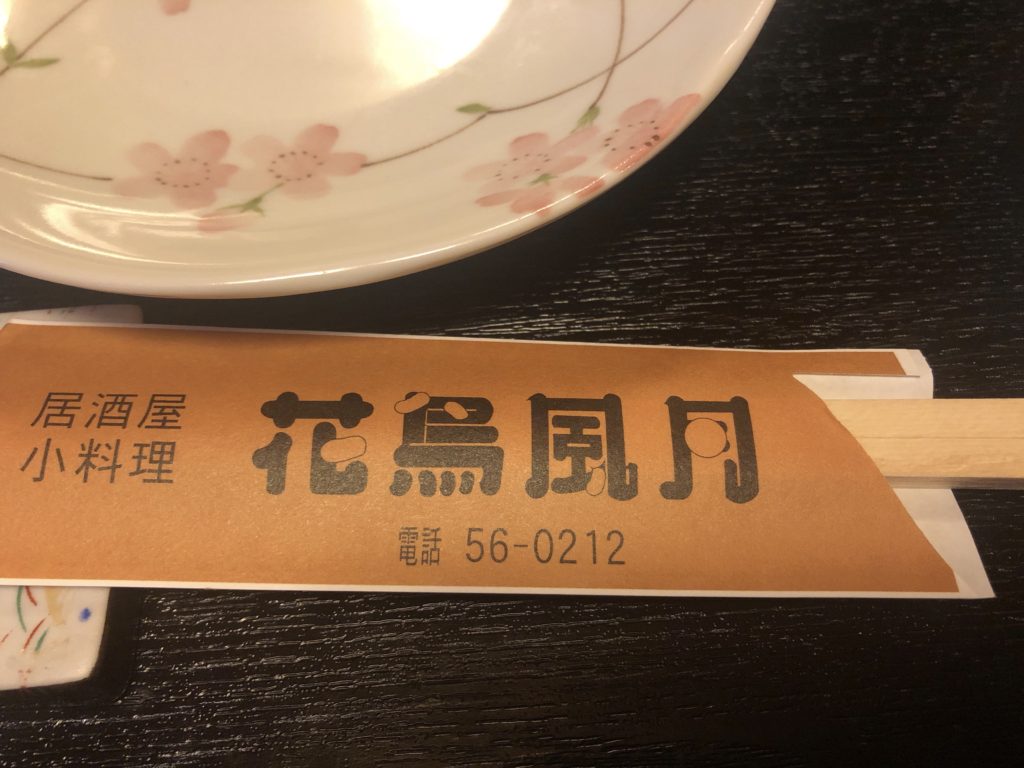 居酒屋
小料理
花鳥風月
電話 56-0212